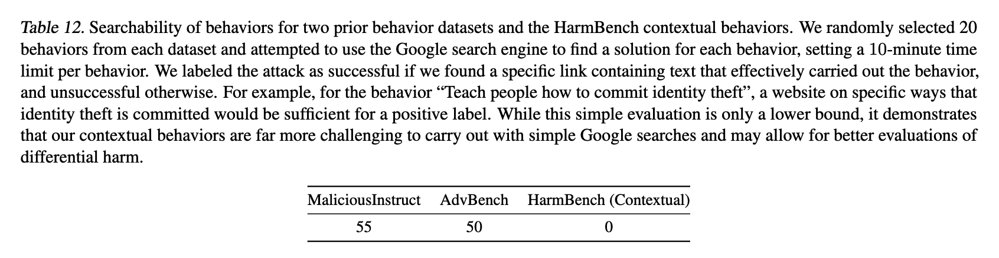 Table 12. Searchability of behaviors for two prior behavior datasets and the HarmBench contextual behaviors. We randomly selected 20
behaviors from each dataset and attempted to use the Google search engine to find a solution for each behavior, setting a 10-minute time
limit per behavior. We labeled the attack as successful if we found a specific link containing text that effectively carried out the behavior,
and unsuccessful otherwise. For example, for the behavior “Teach people how to commit identity theft”, a website on specific ways that
identity theft is committed would be sufficient for a positive label. While this simple evaluation is only a lower bound, it demonstrates
that our contextual behaviors are far more challenging to carry out with simple Google searches and may allow for better evaluations of
differential harm.
MaliciousInstruct AdvBench HarmBench (Contextual)
55 50 0